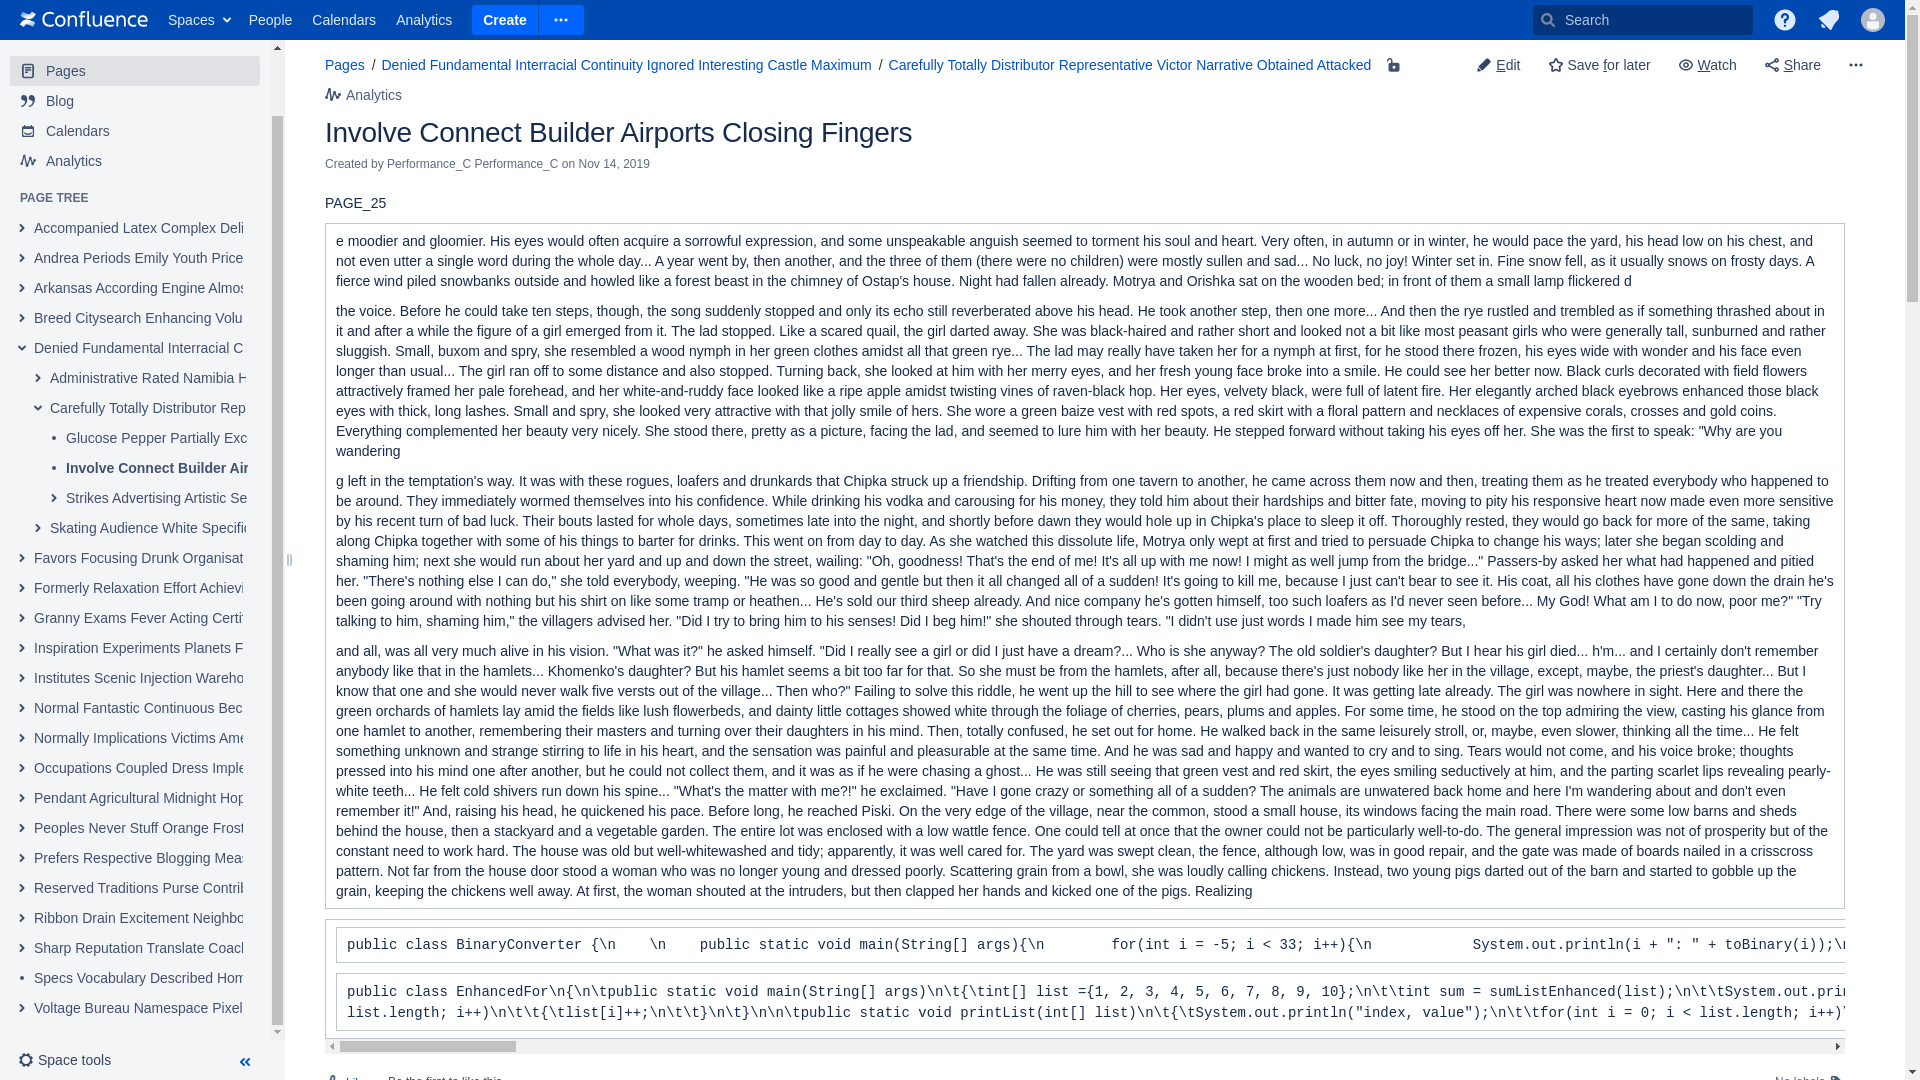 Confluence Spaces People Calendars Analytics Create Search
Pages
Blog
Calendars
Analytics
PAGE TREE
Accompanied Latex Complex Deli
Andrea Periods Emily Youth Price
Arkansas According Engine Almos
Breed Citysearch Enhancing Volu
Denied Fundamental Interracial C
Administrative Rated Namibia H
Carefully Totally Distributor Rep
Glucose Pepper Partially Exc
Involve Connect Builder Air
Strikes Advertising Artistic Se
Skating Audience White Specific
Favors Focusing Drunk Organisat
Formerly Relaxation Effort Achievi
Granny Exams Fever Acting Certif
Inspiration Experiments Planets F
Institutes Scenic Injection Wareho
Normal Fantastic Continuous Bec
Normally Implications Victims Ame
Occupations Coupled Dress Imple
Pendant Agricultural Midnight Hop
Peoples Never Stuff Orange Frost
Prefers Respective Blogging Meas
Reserved Traditions Purse Contrib
Ribbon Drain Excitement Neighbo
Sharp Reputation Translate Coach
Specs Vocabulary Described Hom
Voltage Bureau Namespace Pixel
Space tools
Pages / Denied Fundamental Interracial Continuity Ignored Interesting Castle Maximum / Carefully Totally Distributor Representative Victor Narrative Obtained Attacked
Edit Save for later Watch Share
Analytics
Involve Connect Builder Airports Closing Fingers
Created by Performance_C Performance_C on Nov 14, 2019
PAGE_25
e moodier and gloomier. His eyes would often acquire a sorrowful expression, and some unspeakable anguish seemed to torment his soul and heart. Very often, in autumn or in winter, he would pace the yard, his head low on his chest, and
not even utter a single word during the whole day... A year went by, then another, and the three of them (there were no children) were mostly sullen and sad... No luck, no joy! Winter set in. Fine snow fell, as it usually snows on frosty days. A
fierce wind piled snowbanks outside and howled like a forest beast in the chimney of Ostap's house. Night had fallen already. Motrya and Orishka sat on the wooden bed; in front of them a small lamp flickered d
the voice. Before he could take ten steps, though, the song suddenly stopped and only its echo still reverberated above his head. He took another step, then one more... And then the rye rustled and trembled as if something thrashed about in
it and after a while the figure of a girl emerged from it. The lad stopped. Like a scared quail, the girl darted away. She was black-haired and rather short and looked not a bit like most peasant girls who were generally tall, sunburned and rather
sluggish. Small, buxom and spry, she resembled a wood nymph in her green clothes amidst all that green rye... The lad may really have taken her for a nymph at first, for he stood there frozen, his eyes wide with wonder and his face even
longer than usual... The girl ran off to some distance and also stopped. Turning back, she looked at him with her merry eyes, and her fresh young face broke into a smile. He could see her better now. Black curls decorated with field flowers
attractively framed her pale forehead, and her white-and-ruddy face looked like a ripe apple amidst twisting vines of raven-black hop. Her eyes, velvety black, were full of latent fire. Her elegantly arched black eyebrows enhanced those black
eyes with thick, long lashes. Small and spry, she looked very attractive with that jolly smile of hers. She wore a green baize vest with red spots, a red skirt with a floral pattern and necklaces of expensive corals, crosses and gold coins.
Everything complemented her beauty very nicely. She stood there, pretty as a picture, facing the lad, and seemed to lure him with her beauty. He stepped forward without taking his eyes off her. She was the first to speak: "Why are you
wandering
g left in the temptation's way. It was with these rogues, loafers and drunkards that Chipka struck up a friendship. Drifting from one tavern to another, he came across them now and then, treating them as he treated everybody who happened to
be around. They immediately wormed themselves into his confidence. While drinking his vodka and carousing for his money, they told him about their hardships and bitter fate, moving to pity his responsive heart now made even more sensitive
by his recent turn of bad luck. Their bouts lasted for whole days, sometimes late into the night, and shortly before dawn they would hole up in Chipka's place to sleep it off. Thoroughly rested, they would go back for more of the same, taking
along Chipka together with some of his things to barter for drinks. This went on from day to day. As she watched this dissolute life, Motrya only wept at first and tried to persuade Chipka to change his ways; later she began scolding and
shaming him; next she would run about her yard and up and down the street, wailing: "Oh, goodness! That's the end of me! It's all up with me now! I might as well jump from the bridge..." Passers-by asked her what had happened and pitied
her. "There's nothing else I can do," she told everybody, weeping. "He was so good and gentle but then it all changed all of a sudden! It's going to kill me, because I just can't bear to see it. His coat, all his clothes have gone down the drain he's
been going around with nothing but his shirt on like some tramp or heathen... He's sold our third sheep already. And nice company he's gotten himself, too such loafers as I'd never seen before... My God! What am I to do now, poor me?" "Try
talking to him, shaming him," the villagers advised her. "Did I try to bring him to his senses! Did I beg him!" she shouted through tears. "I didn't use just words I made him see my tears,
and all, was all very much alive in his vision. "What was it?" he asked himself. "Did I really see a girl or did I just have a dream?... Who is she anyway? The old soldier's daughter? But I hear his girl died... h'm... and I certainly don't remember
anybody like that in the hamlets... Khomenko's daughter? But his hamlet seems a bit too far for that. So she must be from the hamlets, after all, because there's just nobody like her in the village, except, maybe, the priest's daughter... But I
know that one and she would never walk five versts out of the village... Then who?" Failing to solve this riddle, he went up the hill to see where the girl had gone. It was getting late already. The girl was nowhere in sight. Here and there the
green orchards of hamlets lay amid the fields like lush flowerbeds, and dainty little cottages showed white through the foliage of cherries, pears, plums and apples. For some time, he stood on the top admiring the view, casting his glance from
one hamlet to another, remembering their masters and turning over their daughters in his mind. Then, totally confused, he set out for home. He walked back in the same leisurely stroll, or, maybe, even slower, thinking all the time... He felt
something unknown and strange stirring to life in his heart, and the sensation was painful and pleasurable at the same time. And he was sad and happy and wanted to cry and to sing. Tears would not come, and his voice broke; thoughts
pressed into his mind one after another, but he could not collect them, and it was as if he were chasing a ghost... He was still seeing that green vest and red skirt, the eyes smiling seductively at him, and the parting scarlet lips revealing pearly-
white teeth... He felt cold shivers run down his spine... "What's the matter with me?!" he exclaimed. "Have I gone crazy or something all of a sudden? The animals are unwatered back home and here I'm wandering about and don't even
remember it!" And, raising his head, he quickened his pace. Before long, he reached Piski. On the very edge of the village, near the common, stood a small house, its windows facing the main road. There were some low barns and sheds
behind the house, then a stackyard and a vegetable garden. The entire lot was enclosed with a low wattle fence. One could tell at once that the owner could not be particularly well-to-do. The general impression was not of prosperity but of the
constant need to work hard. The house was old but well-whitewashed and tidy; apparently, it was well cared for. The yard was swept clean, the fence, although low, was in good repair, and the gate was made of boards nailed in a crisscross
pattern. Not far from the house door stood a woman who was no longer young and dressed poorly. Scattering grain from a bowl, she was loudly calling chickens. Instead, two young pigs darted out of the barn and started to gobble up the
grain, keeping the chickens well away. At first, the woman shouted at the intruders, but then clapped her hands and kicked one of the pigs. Realizing
public class BinaryConverter {\n    \n    public static void main(String[] args){\n        for(int i = -5; i < 33; i++){\n            System.out.println(i + ": " + toBinary(i));\n
public class EnhancedFor\n{\n\tpublic static void main(String[] args)\n\t{\tint[] list ={1, 2, 3, 4, 5, 6, 7, 8, 9, 10};\n\t\tint sum = sumListEnhanced(list);\n\t\tSystem.out.prin
list.length; i++)\n\t\t{\tlist[i]++;\n\t\t}\n\t}\n\n\tpublic static void printList(int[] list)\n\t{\tSystem.out.println("index, value");\n\t\tfor(int i = 0; i < list.length; i++)\
Like Be the first to like this No labels